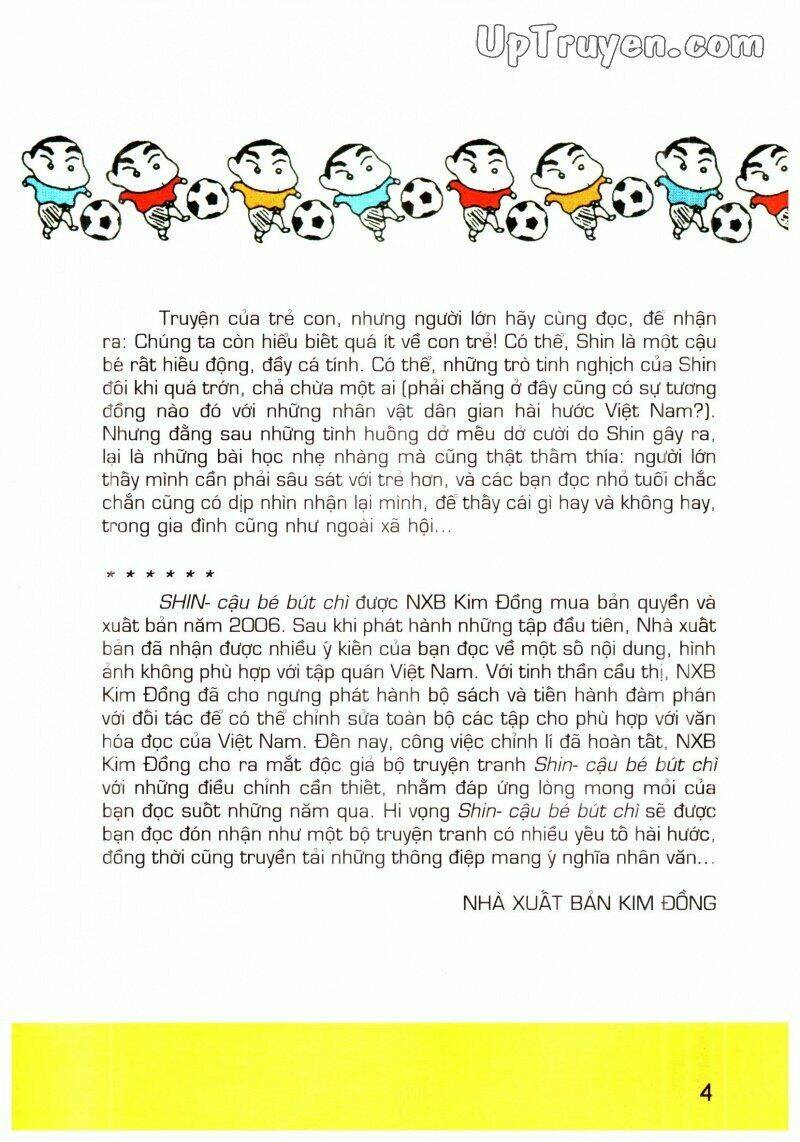 UpTruyen.com
Truyện của trẻ con, nhưng người lớn hãy cùng đọc, để nhận
ra: Chúng ta còn hiểu biết quá ít về con trẻ! Có thể, Shin là một cậu
bé rất hiếu động, đầy cá tính. Có thể, những trò tinh nghịch của Shin
đôi khi quá trớn, chả chừa một ai (phải chăng ở đây cũng có sự tương
đồng nào đó với những nhân vật dân gian hài hước Việt Nam?).
Nhưng đằng sau những tình huống dở mếu dở cười do Shin gây ra,
lại là những bài học nhẹ nhàng mà cũng thật thấm thía: người lớn
thấy mình cần phải sâu sát với trẻ hơn, và các bạn đọc nhỏ tuổi chắc
chắn cũng có dịp nhìn nhận lại mình, để thấy cái gì hay và không hay,
trong gia đình cũng như ngoài xã hội...
* * * * * *
SHIN- cậu bé bút chì được NXB Kim Đồng mua bản quyền và
xuất bản năm 2006. Sau khi phát hành những tập đầu tiên, Nhà xuất
bản đã nhận được nhiều ý kiến của bạn đọc về một số nội dung, hình
ảnh không phù hợp với tập quán Việt Nam. Với tinh thần cầu thị, NXB
Kim Đồng đã cho ngưng phát hành bộ sách và tiến hành đàm phán
với đối tác để có thể chỉnh sửa toàn bộ các tập cho phù hợp với văn
hóa đọc của Việt Nam. Đến nay, công việc chỉnh lí đã hoàn tất, NXB
Kim Đồng cho ra mắt độc giả bộ truyện tranh Shin- cậu bé bút chì
với những điều chỉnh cần thiết, nhằm đáp ứng lòng mong mỏi của
bạn đọc suốt những năm qua. Hi vọng Shin- cậu bé bút chì sẽ được
bạn đọc đón nhận như một bộ truyện tranh có nhiều yếu tố hài hước,
đồng thời cũng truyền tải những thông điệp mang ý nghĩa nhân văn...
NHÀ XUẤT BẢN KIM ĐỒNG
4